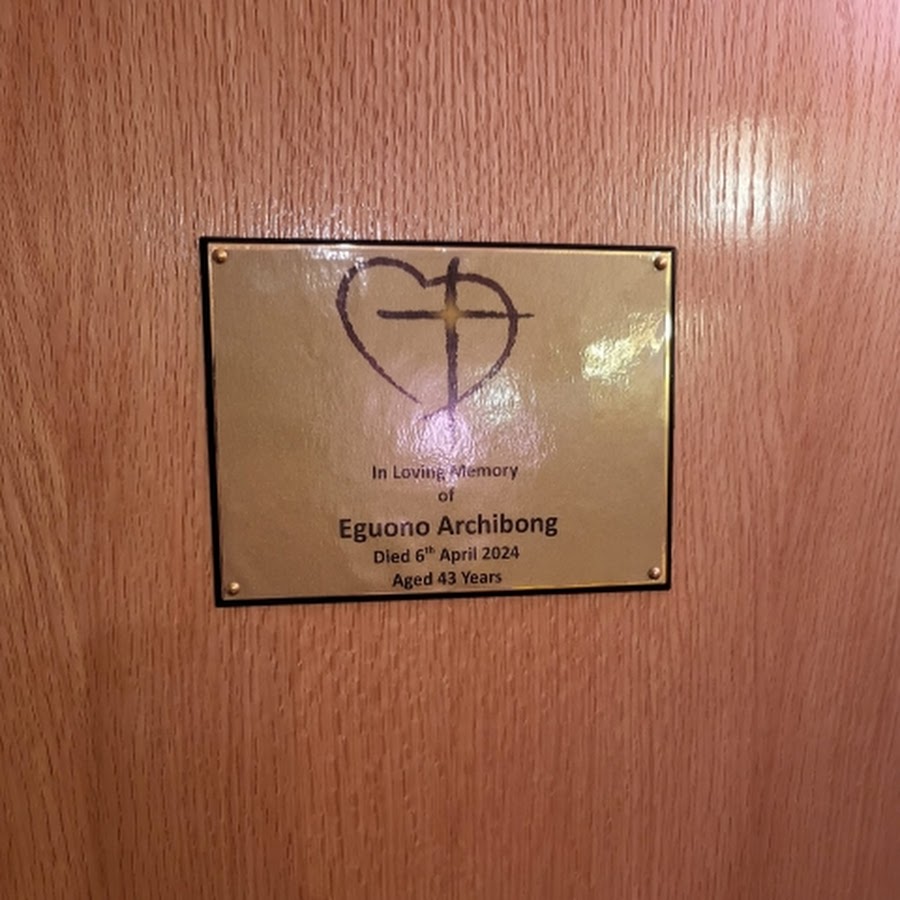 In Loving Memory
of
Eguono Archibong
Died 6th April 2024
Aged 43 Years